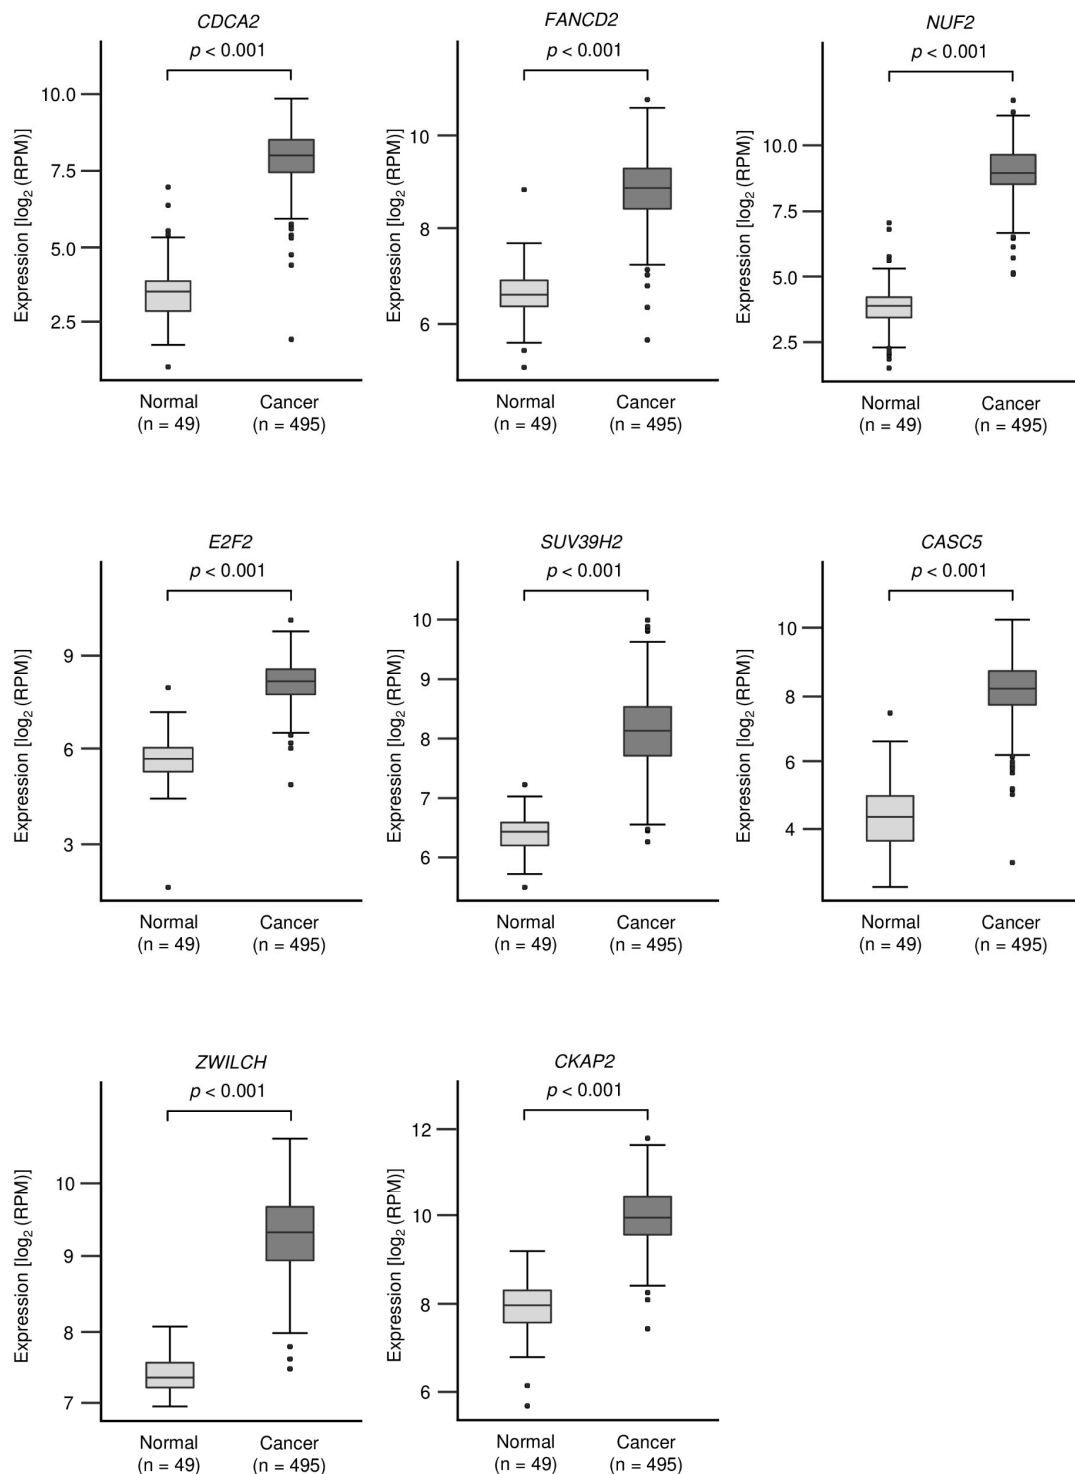 CDCA2
p < 0.001
Expression [log2 (RPM)]
10.0
7.5
5.0
2.5
Normal
(n = 49)
Cancer
(n = 495)
FANCD2
p < 0.001
Expression [log2 (RPM)]
10
8
6
Normal
(n = 49)
Cancer
(n = 495)
NUF2
p < 0.001
Expression [log2 (RPM)]
10.0
7.5
5.0
2.5
Normal
(n = 49)
Cancer
(n = 495)
E2F2
p < 0.001
Expression [log2 (RPM)]
9
6
3
Normal
(n = 49)
Cancer
(n = 495)
SUV39H2
p < 0.001
Expression [log2 (RPM)]
10
9
8
7
6
Normal
(n = 49)
Cancer
(n = 495)
CASC5
p < 0.001
Expression [log2 (RPM)]
10
8
6
4
Normal
(n = 49)
Cancer
(n = 495)
ZWILCH
p < 0.001
Expression [log2 (RPM)]
10
9
8
7
Normal
(n = 49)
Cancer
(n = 495)
CKAP2
p < 0.001
Expression [log2 (RPM)]
12
10
8
6
Normal
(n = 49)
Cancer
(n = 495)